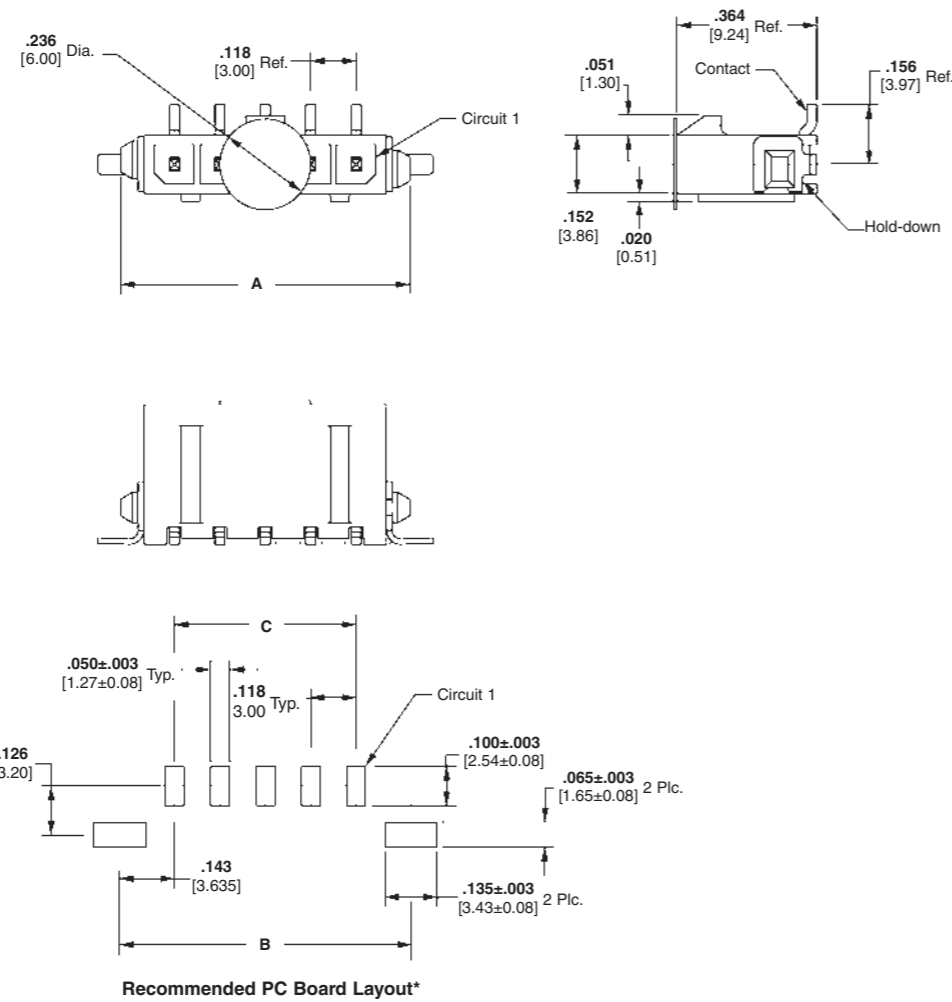 .236
[6.00] Dia.
.118
[3.00] Ref.
Circuit 1
A
.364
[9.24] Ref.
.051
[1.30]
Contact
.156
[3.97] Ref.
.152
[3.86]
.020
[0.51]
Hold-down
C
.050±.003
[1.27±0.08] Typ.
.118
3.00 Typ.
Circuit 1
.126
3.20]
.100±.003
[2.54±0.08]
.065±.003
[1.65±0.08] 2 Plc.
.143
[3.635]
.135±.003
[3.43±0.08] 2 Plc.
B
Recommended PC Board Layout*